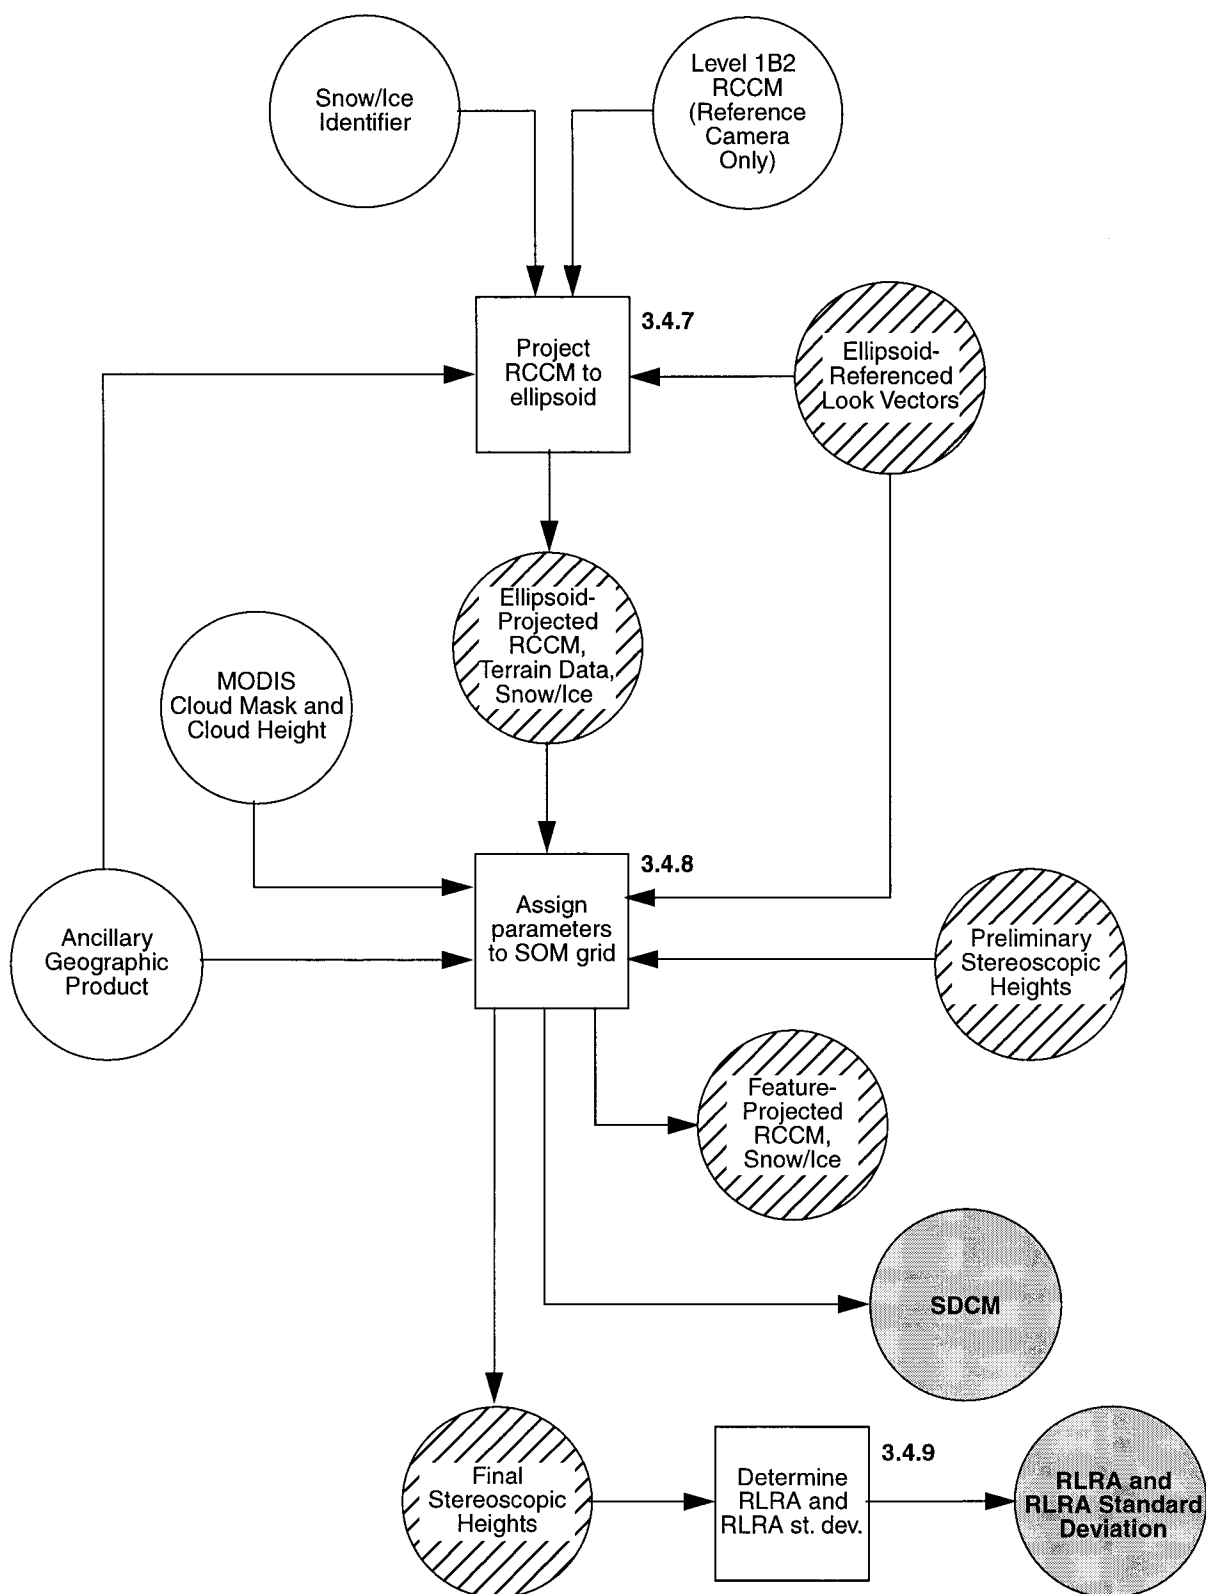 Snow/Ice
Identifier
Level 1B2
RCCM
(Reference
Camera
Only)
3.4.7
Project
RCCM to
ellipsoid
Ellipsoid-
Referenced
Look Vectors
Ellipsoid-
Projected
RCCM,
Terrain Data,
Snow/Ice
MODIS
Cloud Mask and
Cloud Height
3.4.8
Assign
parameters
to SOM grid
Ancillary
Geographic
Product
Preliminary
Stereoscopic
Heights
Feature-
Projected
RCCM,
Snow/Ice
SDCM
Final
Stereoscopic
Heights
3.4.9
Determine
RLRA and
RLRA st. dev.
RLRA and
RLRA Standard
Deviation